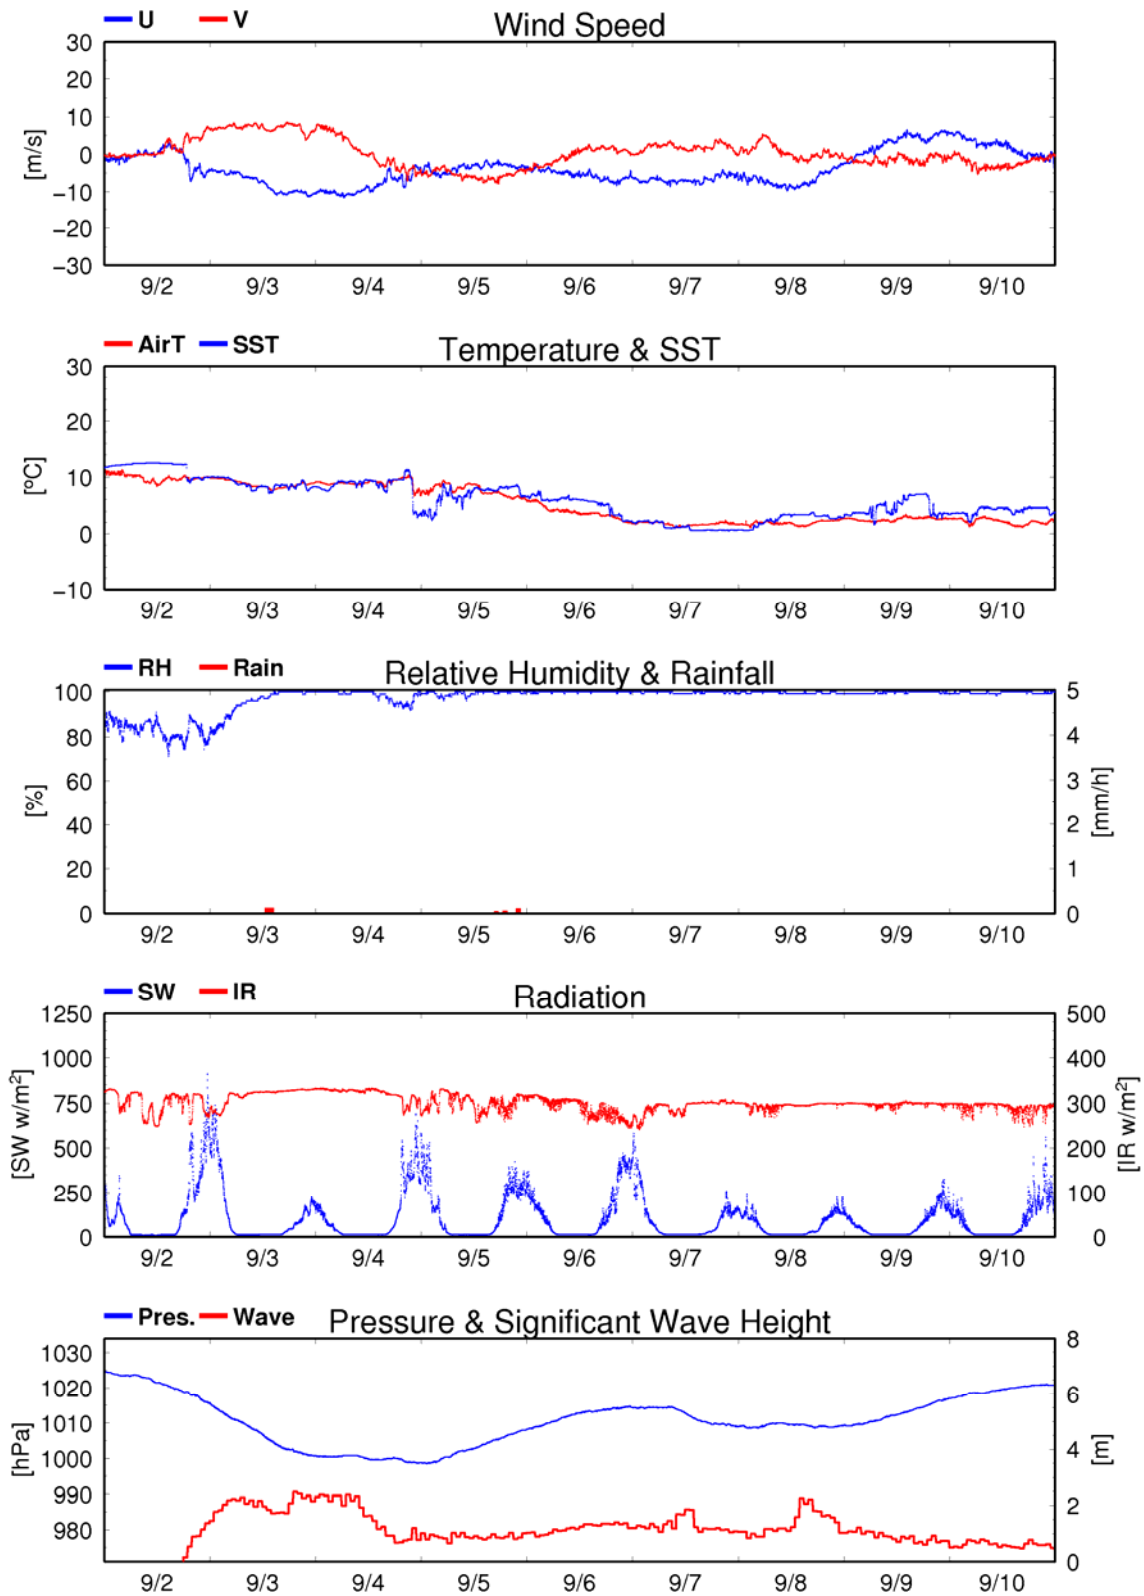 U V Wind Speed
30
20
10
0
−10
−20
−30
[m/s]
9/2 9/3 9/4 9/5 9/6 9/7 9/8 9/9 9/10
AirT SST Temperature & SST
30
20
10
0
−10
[°C]
9/2 9/3 9/4 9/5 9/6 9/7 9/8 9/9 9/10
RH Rain Relative Humidity & Rainfall
100 5
80 4
60 3
40 2
20 1
0 0
[%] [mm/h]
9/2 9/3 9/4 9/5 9/6 9/7 9/8 9/9 9/10
SW IR Radiation
1250 500
1000 400
750 300
500 200
250 100
0 0
[SW w/m²] [IR w/m²]
9/2 9/3 9/4 9/5 9/6 9/7 9/8 9/9 9/10
Pres. Wave Pressure & Significant Wave Height
1030 8
1020 6
1010 4
1000 2
990 0
980
[hPa] [m]
9/2 9/3 9/4 9/5 9/6 9/7 9/8 9/9 9/10